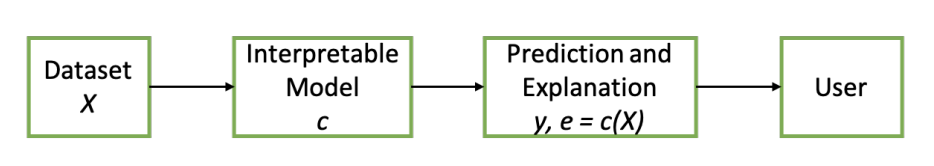 Dataset
X
Interpretable
Model
c
Prediction and
Explanation
y, e = c(X)
User